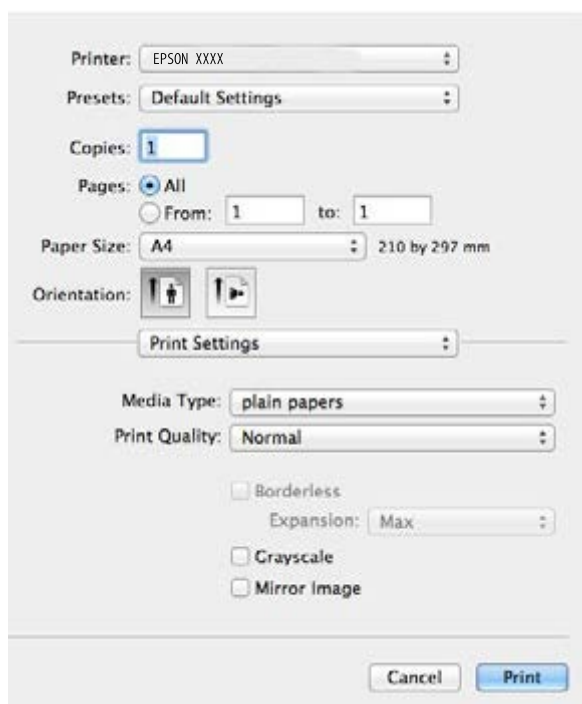 Printer: EPSON XXXX
Presets: Default Settings
Copies: 1
Pages: All
From: 1 to: 1
Paper Size: A4 210 by 297 mm
Orientation:
Print Settings
Media Type: plain papers
Print Quality: Normal
Borderless
Expansion: Max
Grayscale
Mirror Image
Cancel Print